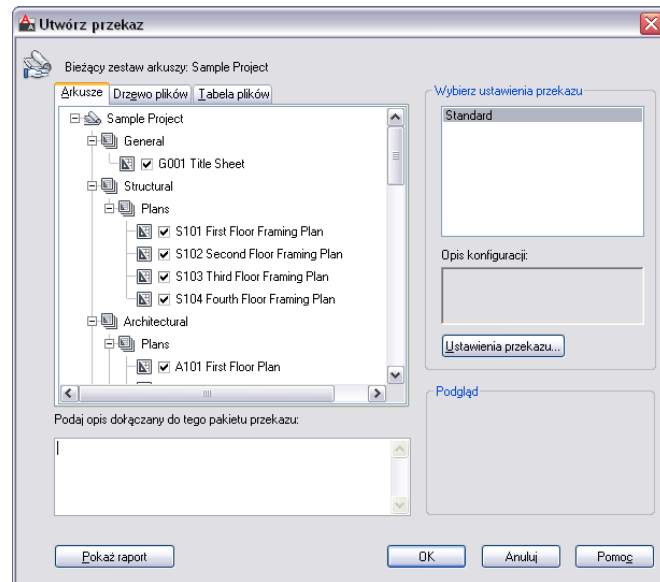 Utwórz przekaz
Bieżący zestaw arkuszy: Sample Project
Arkusze Drzewo plików Tabela plików
Sample Project
General
G001 Title Sheet
Structural
Plans
S101 First Floor Framing Plan
S102 Second Floor Framing Plan
S103 Third Floor Framing Plan
S104 Fourth Floor Framing Plan
Architectural
Plans
A101 First Floor Plan
Wybierz ustawienia przekazu
Standard
Opis konfiguracji:
Ustawienia przekazu...
Podgląd
Podaj opis dołączany do tego pakietu przekazu:
Pokaż raport OK Anuluj Pomoc